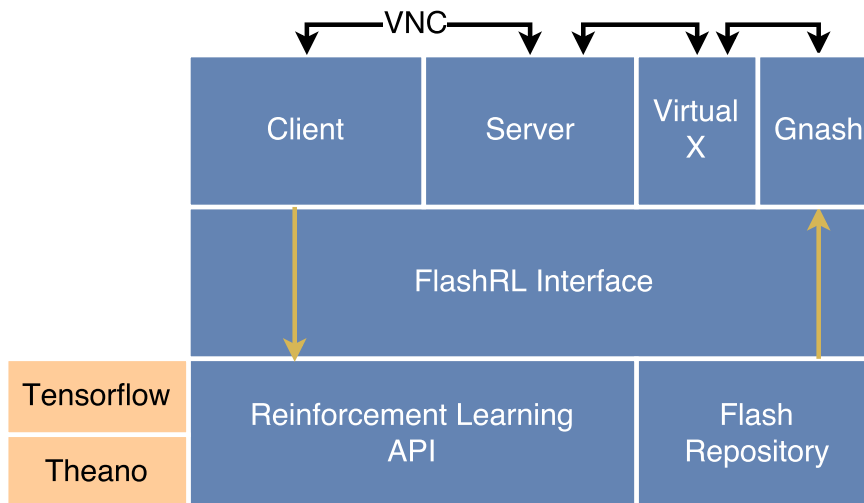 VNC
Client
Server
Virtual
X
Gnash
FlashRL Interface
Tensorflow
Theano
Reinforcement Learning
API
Flash
Repository